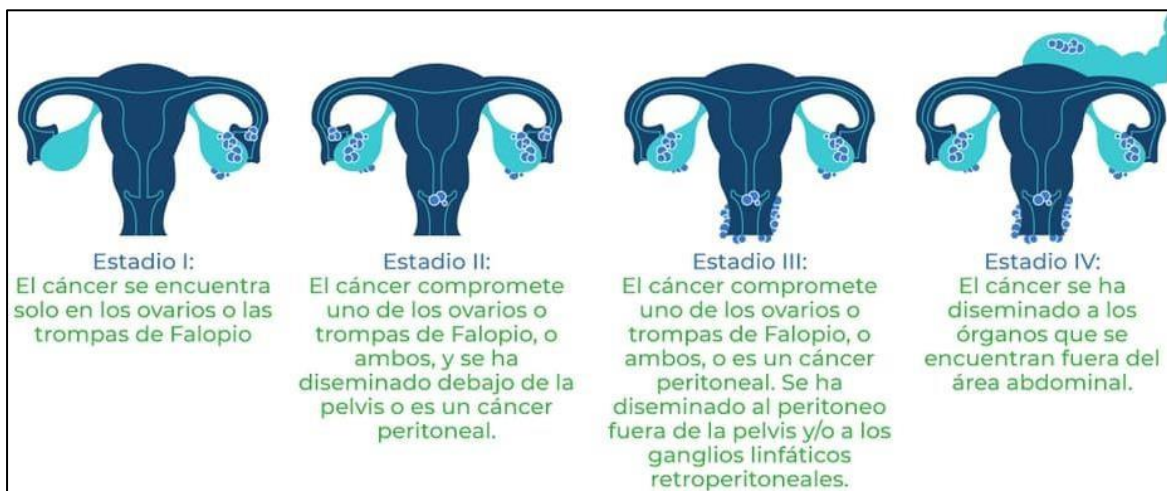 Estadio I:
El cáncer se encuentra
solo en los ovarios o las
trompas de Falopio
Estadio II:
El cáncer compromete
uno de los ovarios o
trompas de Falopio, o
ambos, y se ha
diseminado debajo de la
pelvis o es un cáncer
peritoneal.
Estadio III:
El cáncer compromete
uno de los ovarios o
trompas de Falopio, o
ambos, o es un cáncer
peritoneal. Se ha
diseminado al peritoneo
fuera de la pelvis y/o a los
ganglios linfáticos
retroperitoneales.
Estadio IV:
El cáncer se ha
diseminado a los
órganos que se
encuentran fuera del
área abdominal.